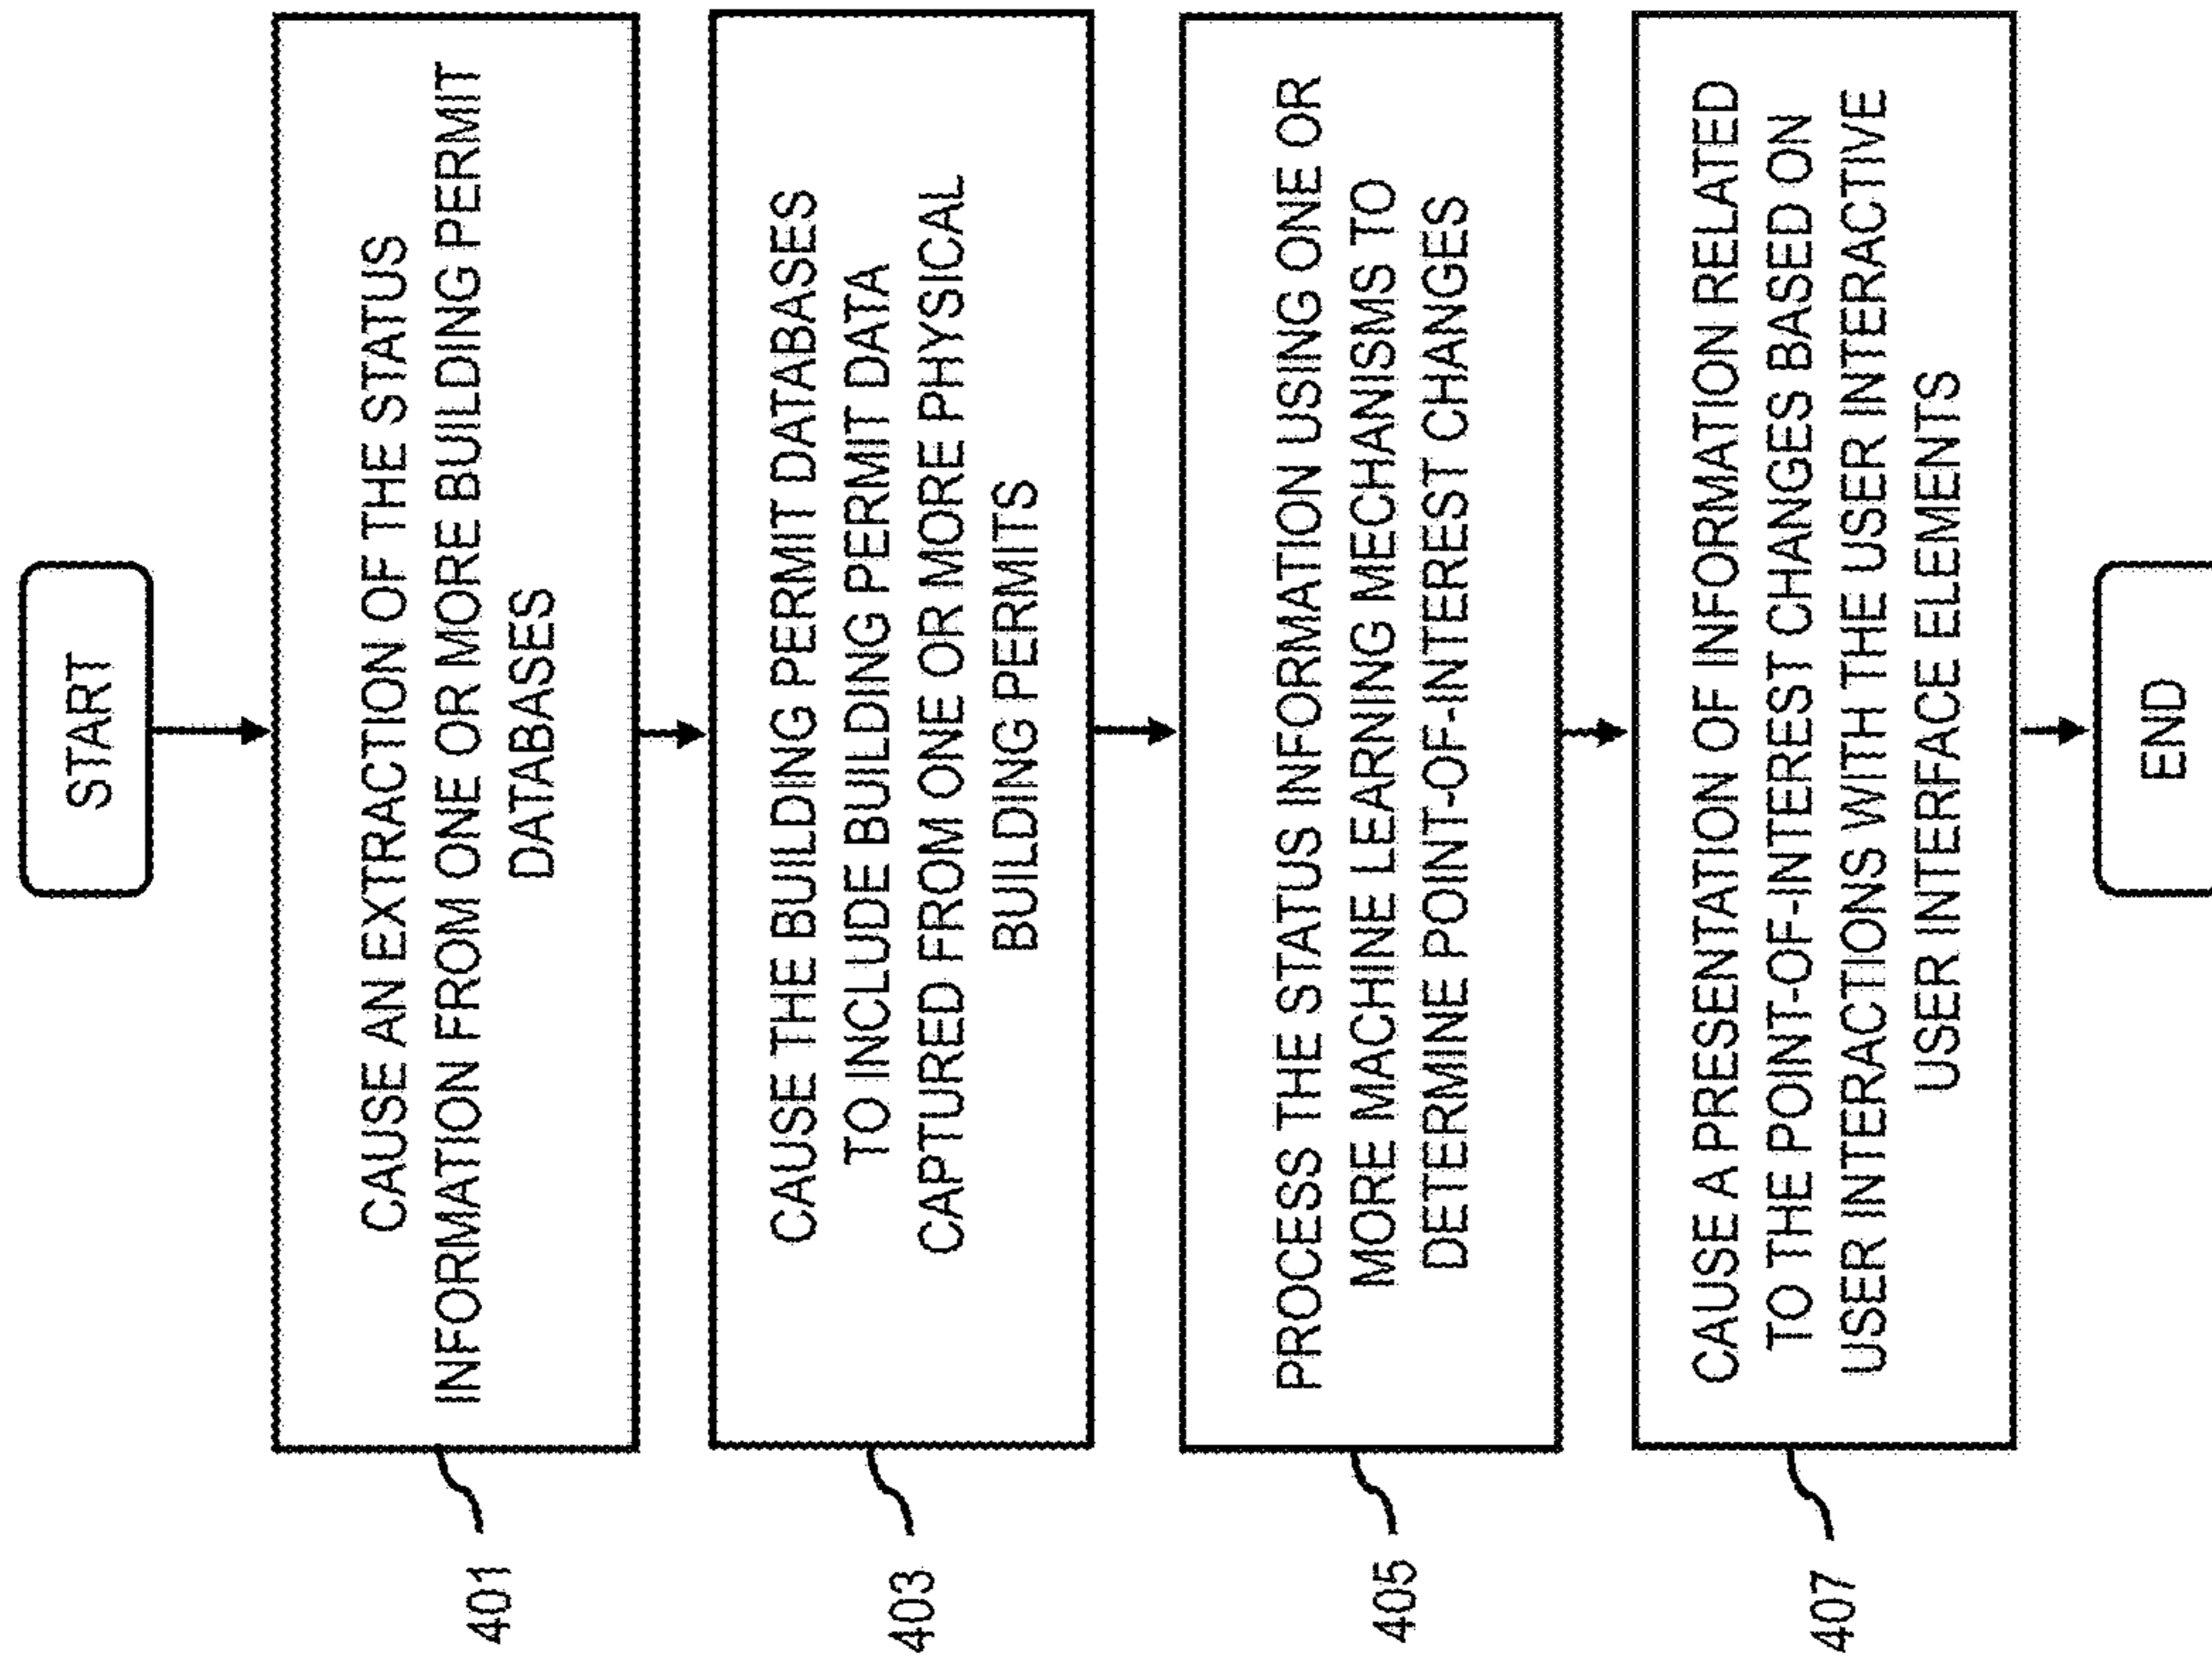 START
401
CAUSE AN EXTRACTION OF THE STATUS
INFORMATION FROM ONE OR MORE BUILDING PERMIT
DATABASES
403
CAUSE THE BUILDING PERMIT DATABASES
TO INCLUDE BUILDING PERMIT DATA
CAPTURED FROM ONE OR MORE PHYSICAL
BUILDING PERMITS
405
PROCESS THE STATUS INFORMATION USING ONE OR
MORE MACHINE LEARNING MECHANISMS TO
DETERMINE POINT-OF-INTEREST CHANGES
407
CAUSE A PRESENTATION OF INFORMATION RELATED
TO THE POINT-OF-INTEREST CHANGES BASED ON
USER INTERACTIONS WITH THE USER INTERACTIVE
USER INTERFACE ELEMENTS
END